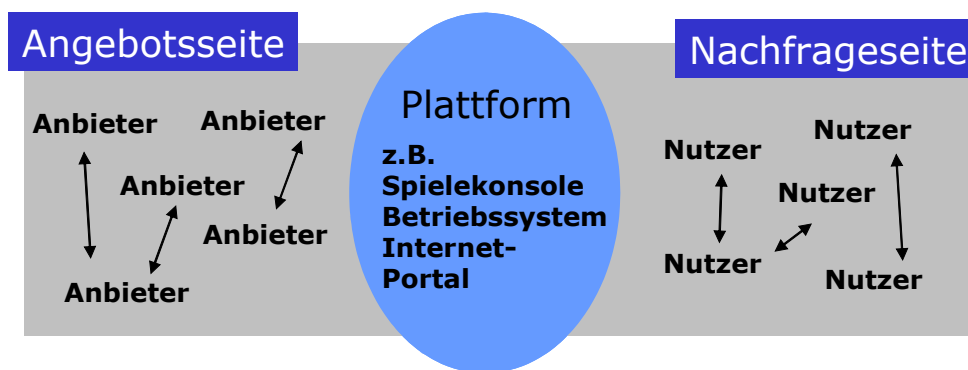 Angebotsseite
Anbieter
Anbieter
Anbieter
Anbieter
Anbieter
Plattform
z.B.
Spielekonsole
Betriebssystem
Internet-
Portal
Nachfrageseite
Nutzer
Nutzer
Nutzer
Nutzer
Nutzer